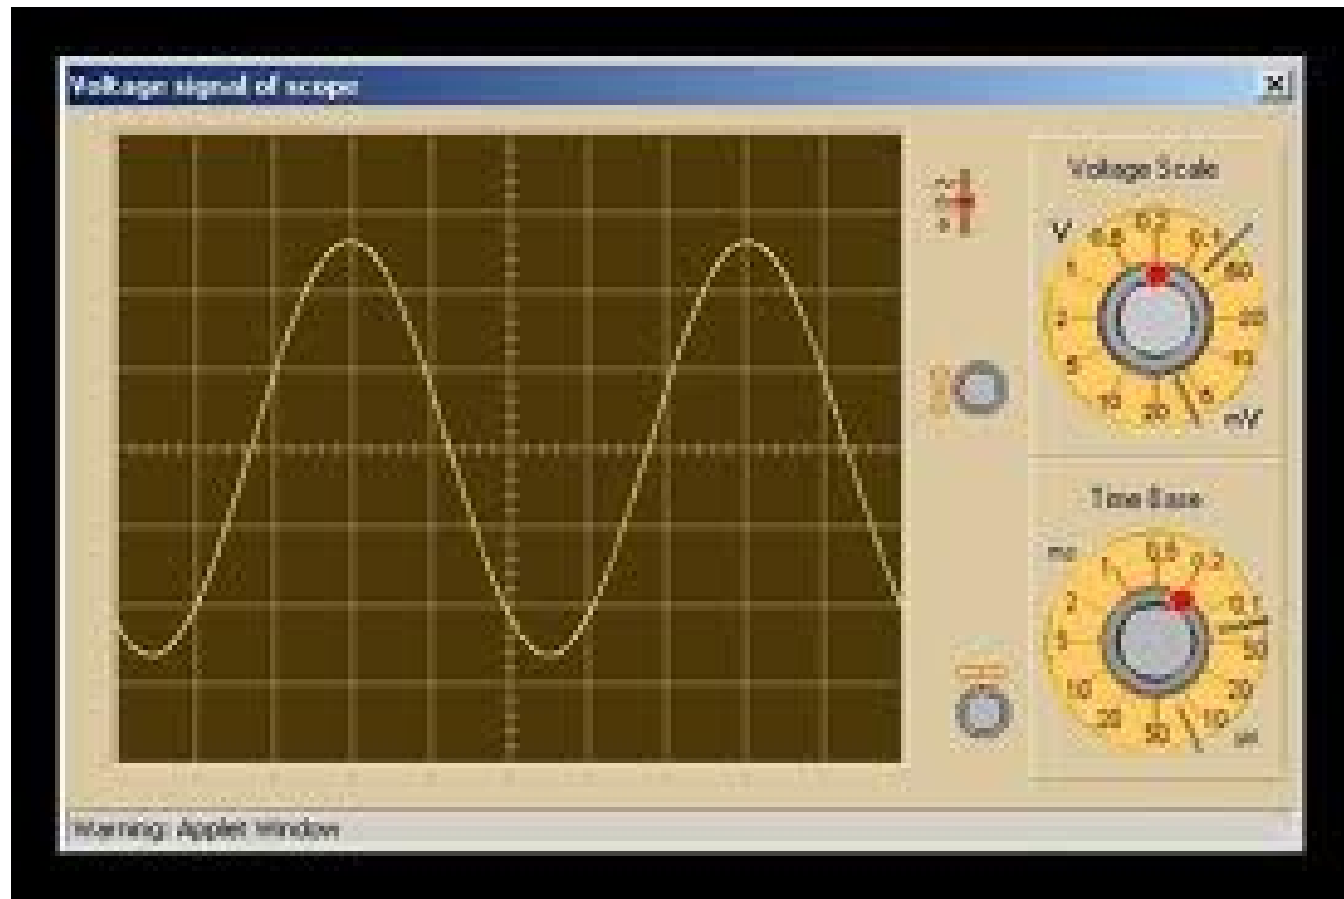 Voltage signal of scope
Voltage Scale
V 0,5 0,2 0,1
1 50
2 20
5 10
10 20 5 mV
Time Base
ms 1 0,5 0,2
2 0,1
5 50
10 20
20 50 10
Warning: Applet Window